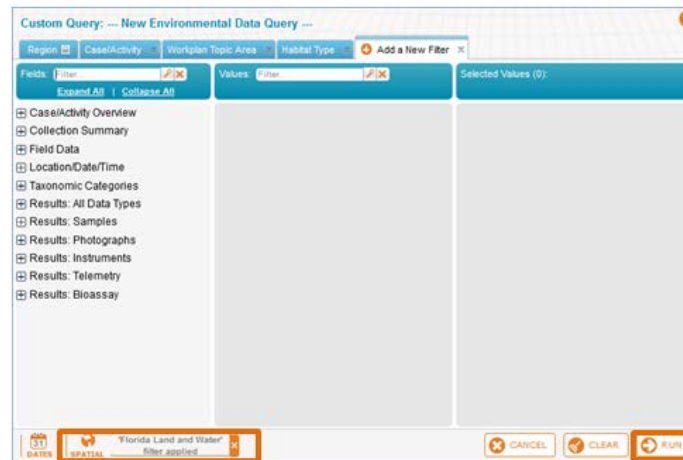 Custom Query: --- New Environmental Data Query ---
Region Case/Activity Workplan Topic Area Habitat Type Add a New Filter
Fields: Filter... Values: Filter... Selected Values (0):
Expand All | Collapse All
Case/Activity Overview
Collection Summary
Field Data
Location/Date/Time
Taxonomic Categories
Results: All Data Types
Results: Samples
Results: Photographs
Results: Instruments
Results: Telemetry
Results: Bioassay
31 'Florida Land and Water'
DATES SPATIAL filter applied CANCEL CLEAR RUN